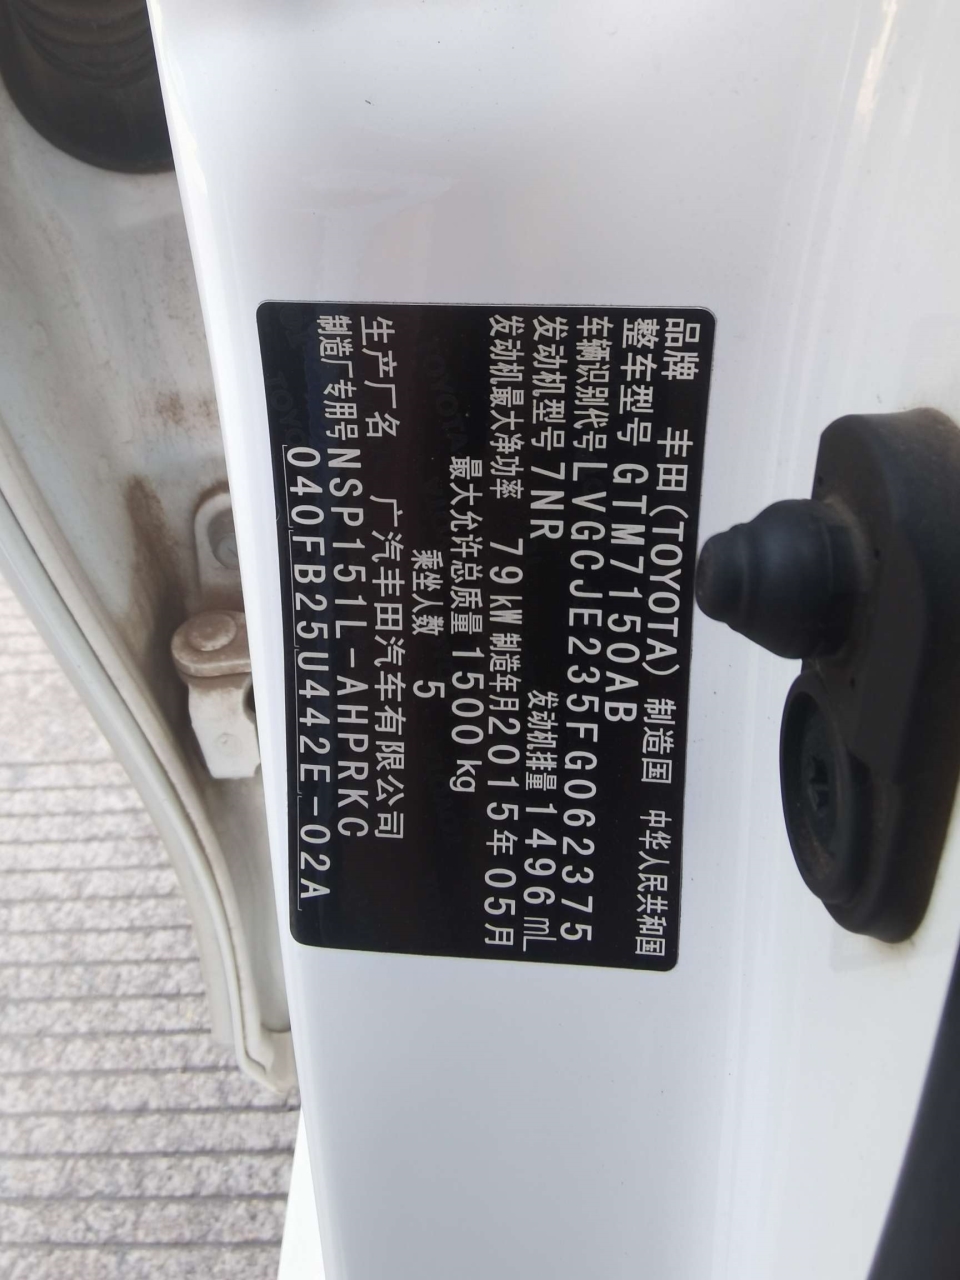 品牌 丰田(TOYOTA) 制造国 中华人民共和国
整车型号 GTM7150AB
车辆识别代号 LVGCJE235FG062375
发动机型号 7NR 发动机排量 1496 mL
发动机最大净功率 79 kW 制造年月 2015年05月
最大允许总质量 1500 kg
乘坐人数 5
生产厂名 广汽丰田汽车有限公司
制造厂专用号 NSP151L-AHPRKC
040FB25U442E-02A